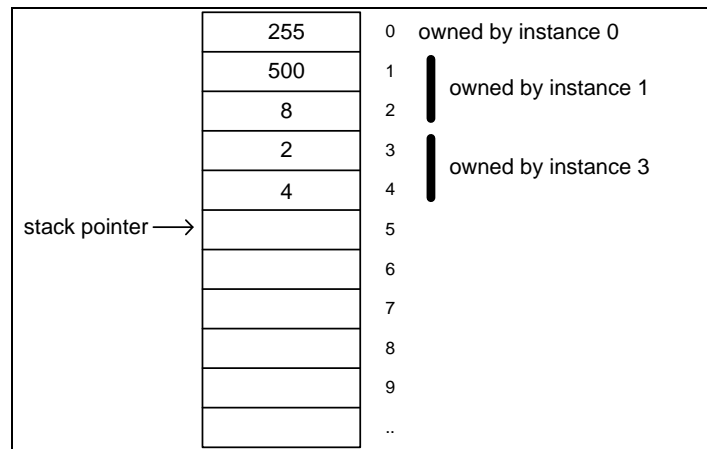 255 0 owned by instance 0
500 1
owned by instance 1
8 2
2 3
owned by instance 3
4 4
stack pointer 5
6
7
8
9
..